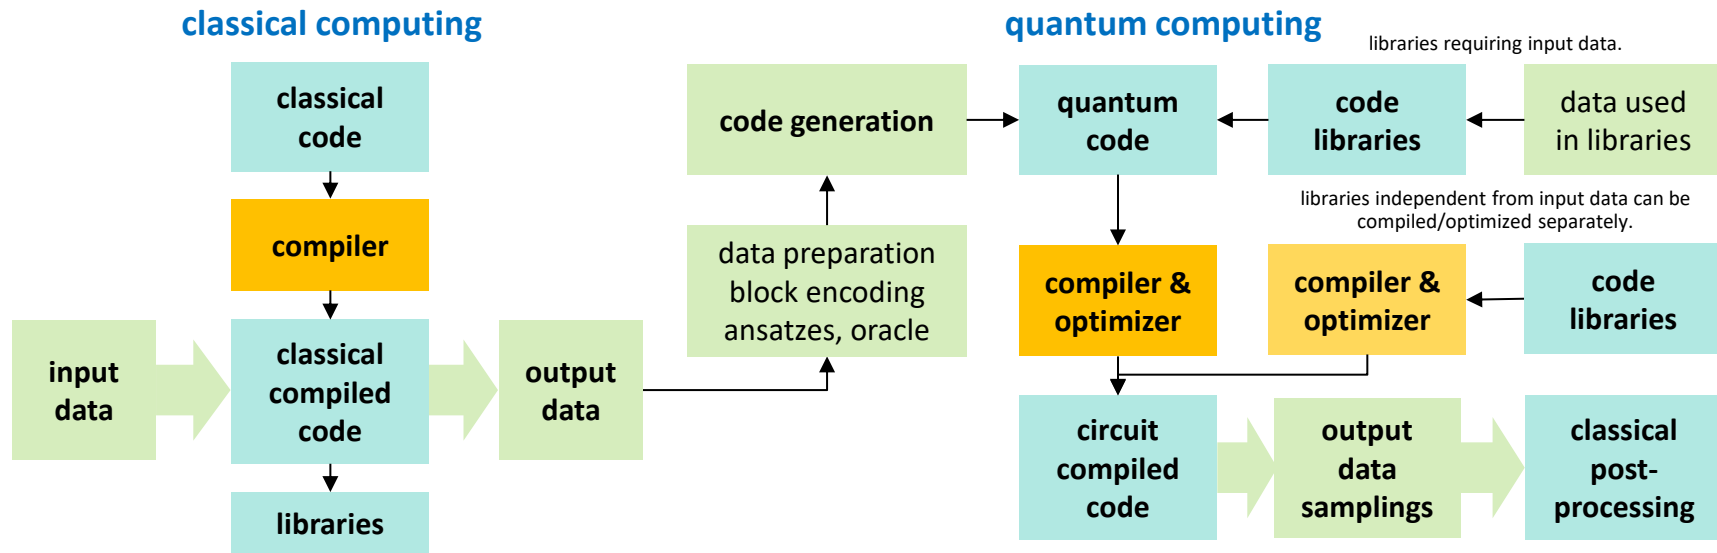 classical computing
classical
code
compiler
input
data
classical
compiled
code
output
data
libraries
quantum computing
libraries requiring input data.
code generation
quantum
code
code
libraries
data used
in libraries
data preparation
block encoding
ansatzes, oracle
libraries independent from input data can be
compiled/optimized separately.
compiler &
optimizer
compiler &
optimizer
code
libraries
circuit
compiled
code
output
data
samplings
classical
post-
processing